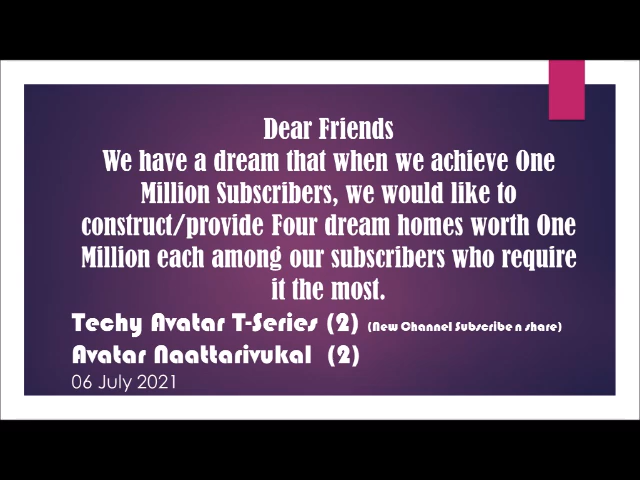 Dear Friends
We have a dream that when we achieve One
Million Subscribers, we would like to
construct/provide Four dream homes worth One
Million each among our subscribers who require
it the most.
Techy Avatar T-Series (2) (New Channel Subscribe n share)
Avatar Naattarivukal (2)
06 July 2021